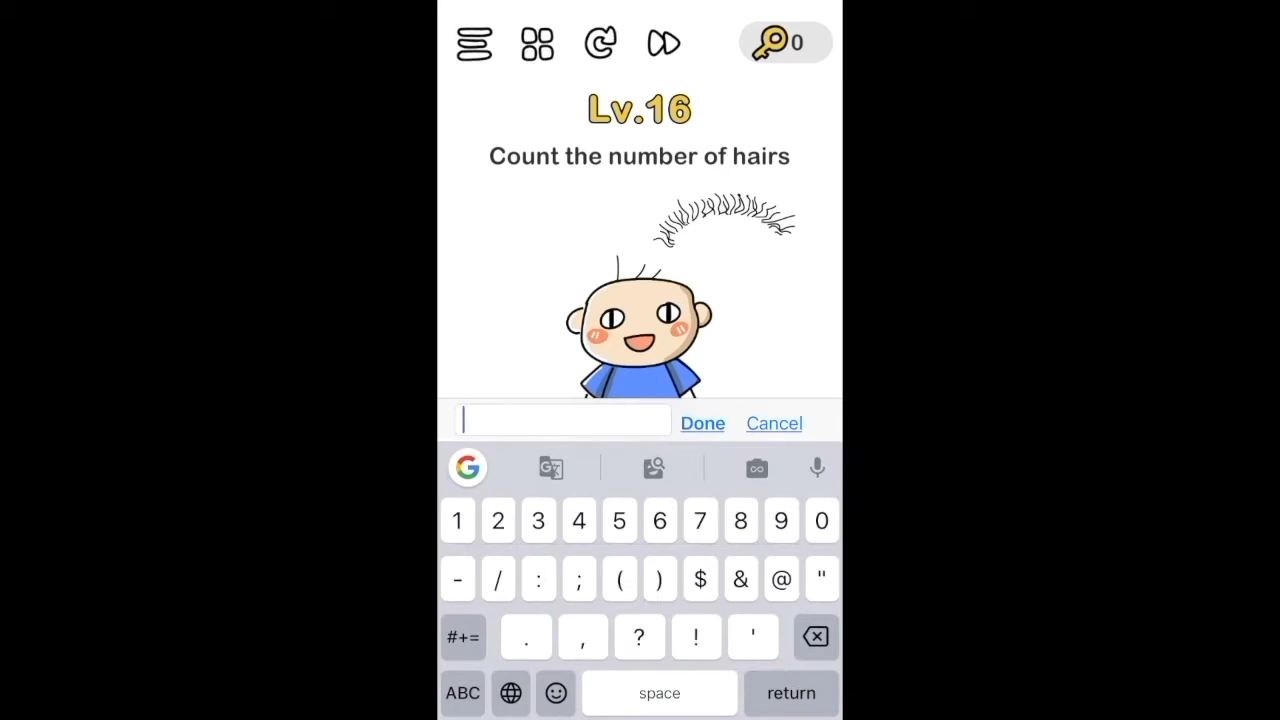 0
Lv.16
Count the number of hairs
Done Cancel
1 2 3 4 5 6 7 8 9 0
- / : ; ( ) $ & @ "
#+= . , ? ! '
ABC space return